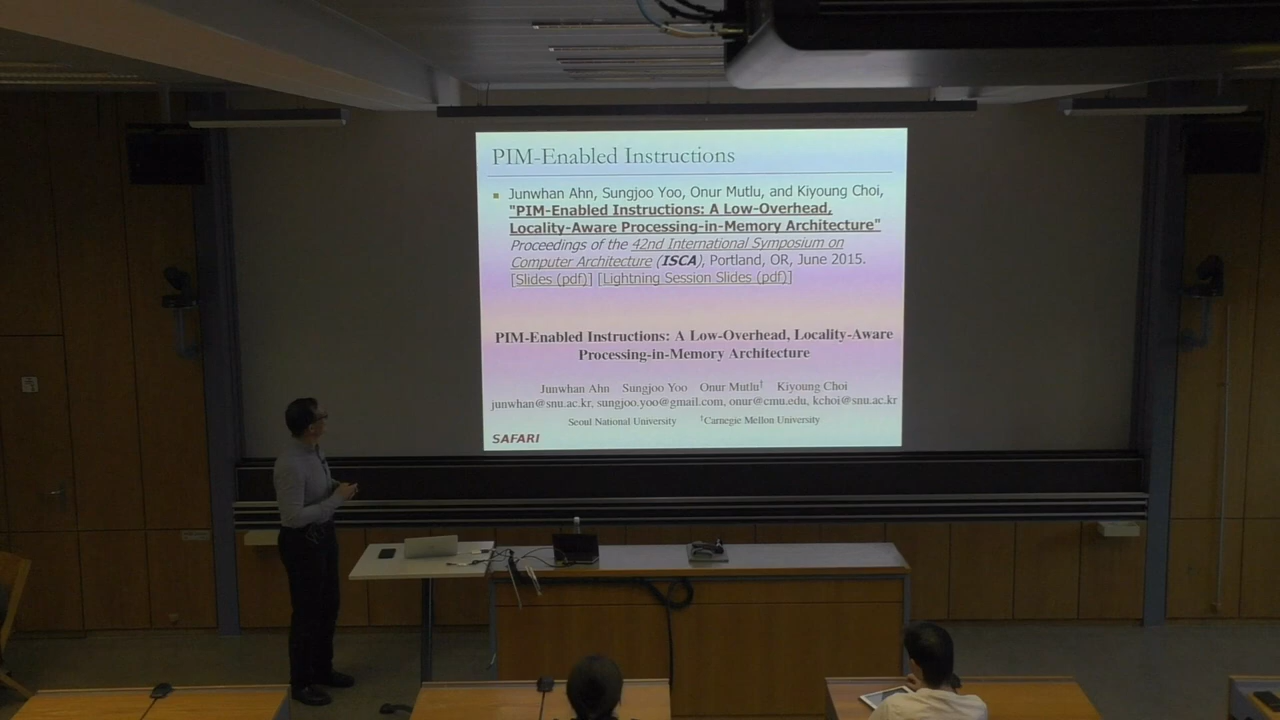 PIM-Enabled Instructions
Junwhan Ahn, Sungjoo Yoo, Onur Mutlu, and Kiyoung Choi,
"PIM-Enabled Instructions: A Low-Overhead,
Locality-Aware Processing-in-Memory Architecture"
Proceedings of the 42nd International Symposium on
Computer Architecture (ISCA), Portland, OR, June 2015.
[Slides (pdf)] [Lightning Session Slides (pdf)]
PIM-Enabled Instructions: A Low-Overhead, Locality-Aware
Processing-in-Memory Architecture
Junwhan Ahn Sungjoo Yoo Onur Mutlu† Kiyoung Choi
junwhan@snu.ac.kr, sungjoo.yoo@gmail.com, onur@cmu.edu, kchoi@snu.ac.kr
Seoul National University †Carnegie Mellon University
SAFARI